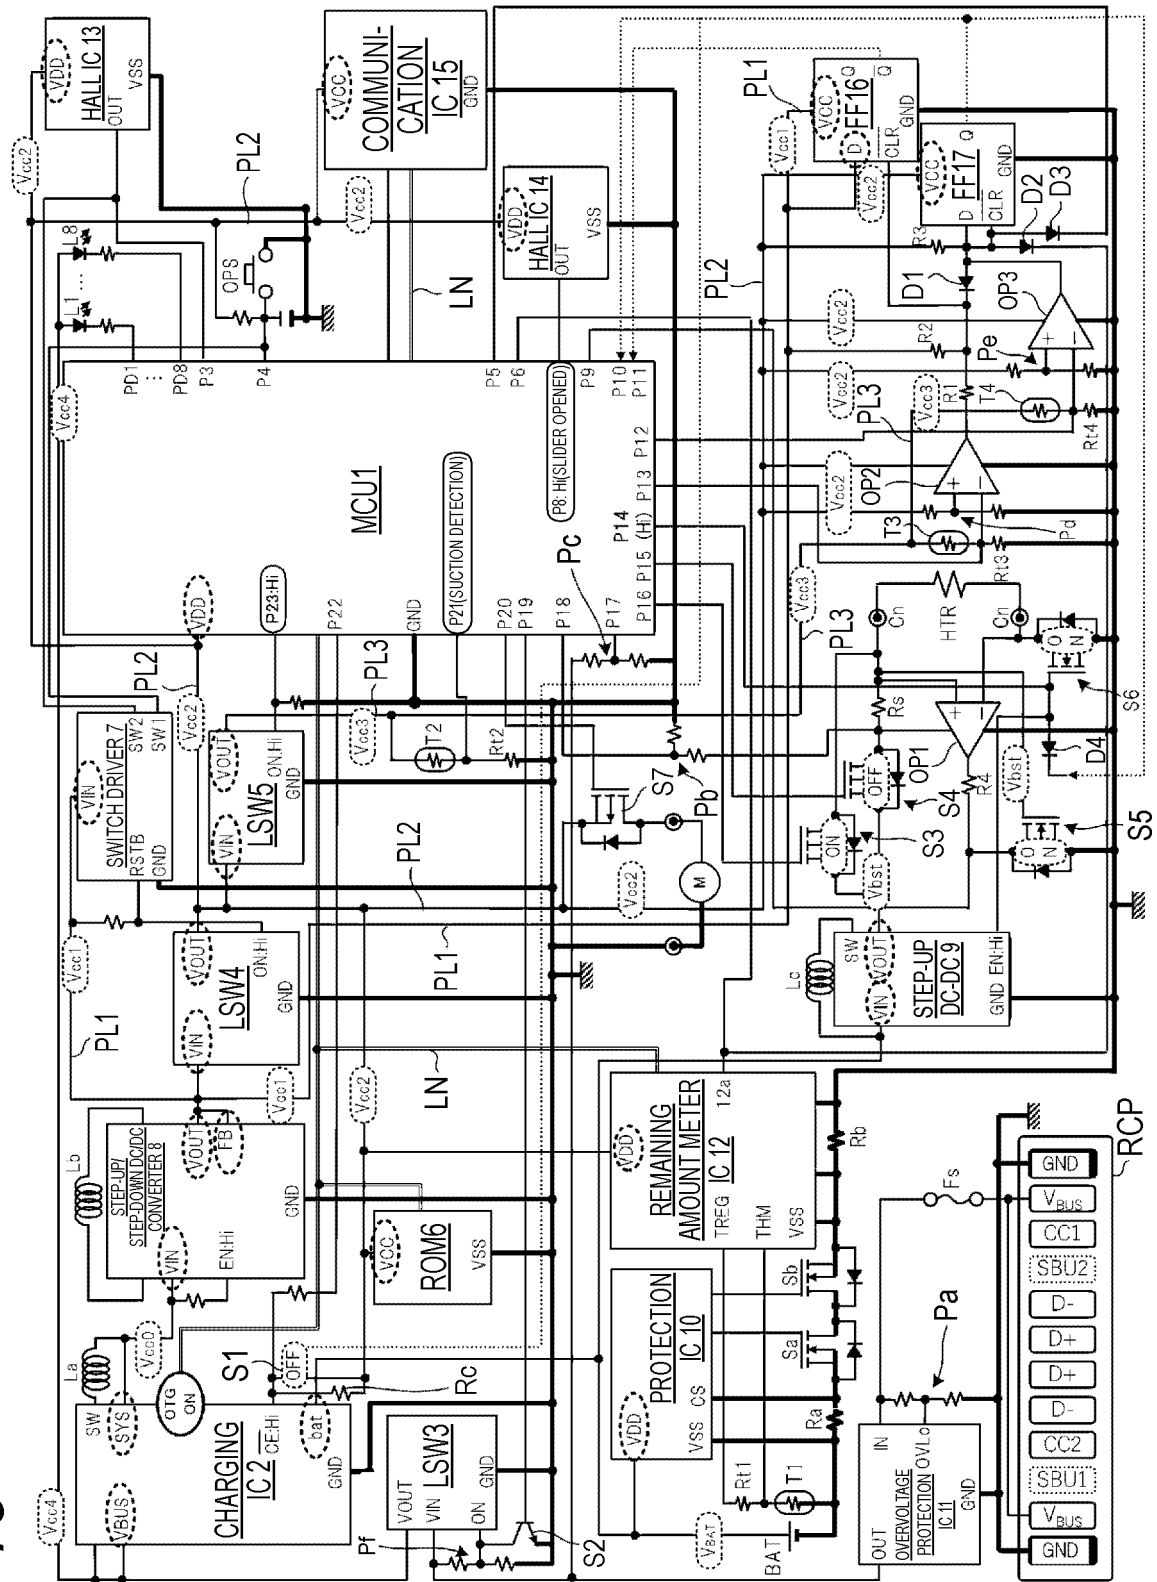 HALL IC 13
VDD
VSS
OUT
Vcc2
PL2
COMMUNI-
CATION
IC 15
VCC
GND
Vcc2
HALL IC 14
VDD
VSS
OUT
LN
L1 ...
L8
OPS
MCU1
Vcc4
VDD
PD1
⋮
PD8
P3
P4
P5
P6
P8: Hi(SLIDER OPENED)
P9
P10
P11
P12
P13
P14
(Hi)
P15
P16
P17
P18
P19
P20
P21(SUCTION DETECTION)
GND
P22
P23:Hi
Pc
SWITCH DRIVER 7
VIN
SW2
SW1
RSTB
GND
PL2
Vcc2
LSW5
VIN
VOUT
ON:Hi
GND
Vcc3
PL3
T2
Rt2
S7
Pb
M
PL2
Vcc2
PL1
LSW4
VIN
VOUT
ON:Hi
GND
Vcc1
PL1
STEP-UP/
STEP-DOWN DC/DC
CONVERTER 8
Lb
VOUT
FB
VIN
EN:Hi
GND
Vcc1
Vcc2
LN
ROM6
VCC
VSS
CHARGING
IC 2
La
SW
SYS
Vcc0
OTG
ON
VBUS
CE:Hi
bat
GND
Vcc4
S1
OFF
Rc
LSW3
VOUT
VIN
ON
GND
Pf
S2
REMAINING
AMOUNT METER
IC 12
VDD
12a
TREG
THM
VSS
Rb
PROTECTION
IC 10
VDD
VSS
CS
Sa
Sb
Ra
Rt1
T1
VBAT
BAT
OVERVOLTAGE
PROTECTION
IC 11
OUT
IN
OVLo
GND
Pa
Fs
RCP
GND
VBUS
CC1
SBU2
D-
D+
D+
D-
CC2
SBU1
VBUS
GND
STEP-UP
DC-DC 9
Lc
SW
VOUT
VIN
GND
EN:Hi
Vbst
S3
ON
S4
OFF
S5
ON
Vbst
S6
ON
D4
R4
OP1
Rs
Cn
HTR
Cn
Vcc3
PL3
T3
Rt3
Pd
OP2
Vcc2
PL3
Vcc3
R1
T4
Rt4
Pe
OP3
Vcc2
Vcc2
R2
D1
R3
D2
D3
PL2
FF17
VCC
D
Q
CLR
GND
Vcc2
FF16
VCC
D
Q
Q
CLR
GND
Vcc1
PL1